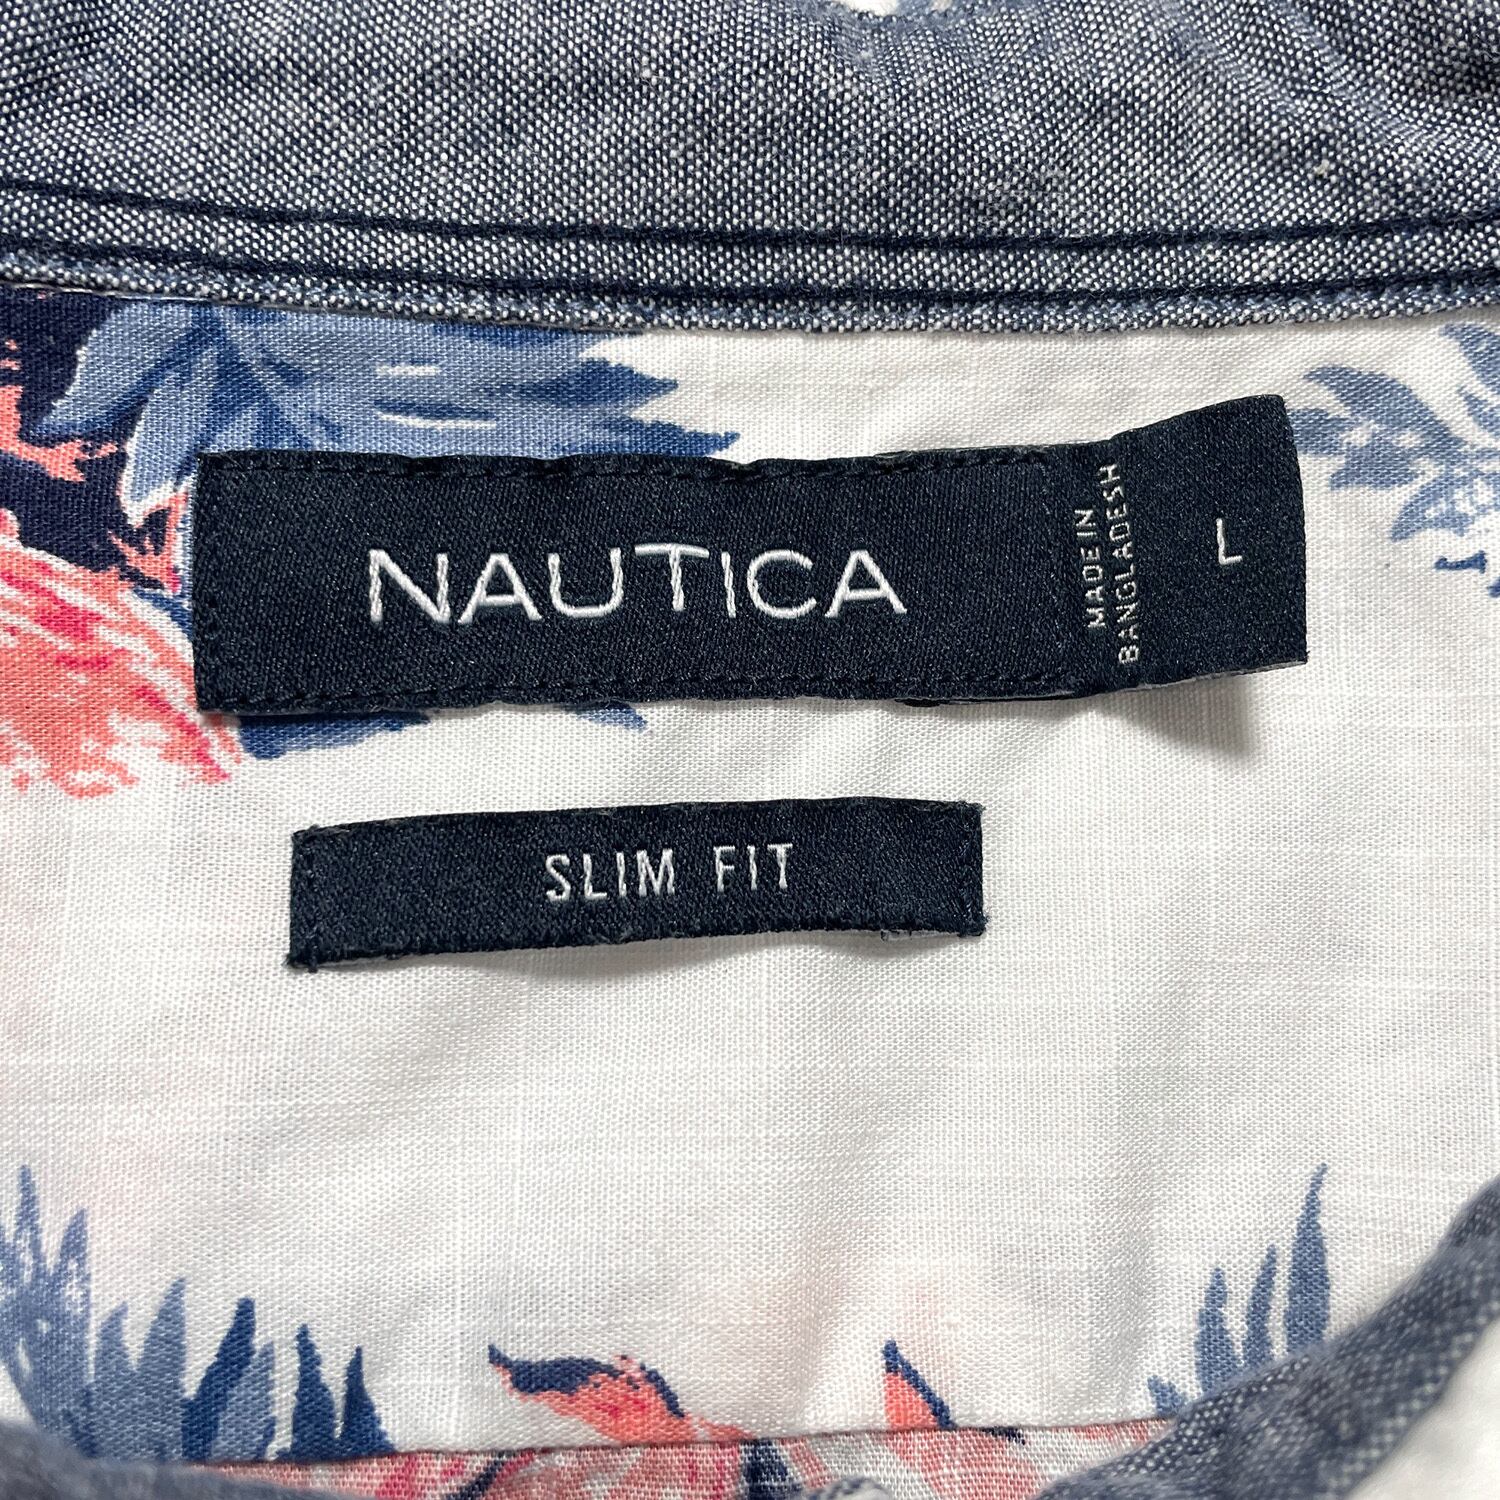 NAUTICA
MADE IN
BANGLADESH
L
SLIM FIT